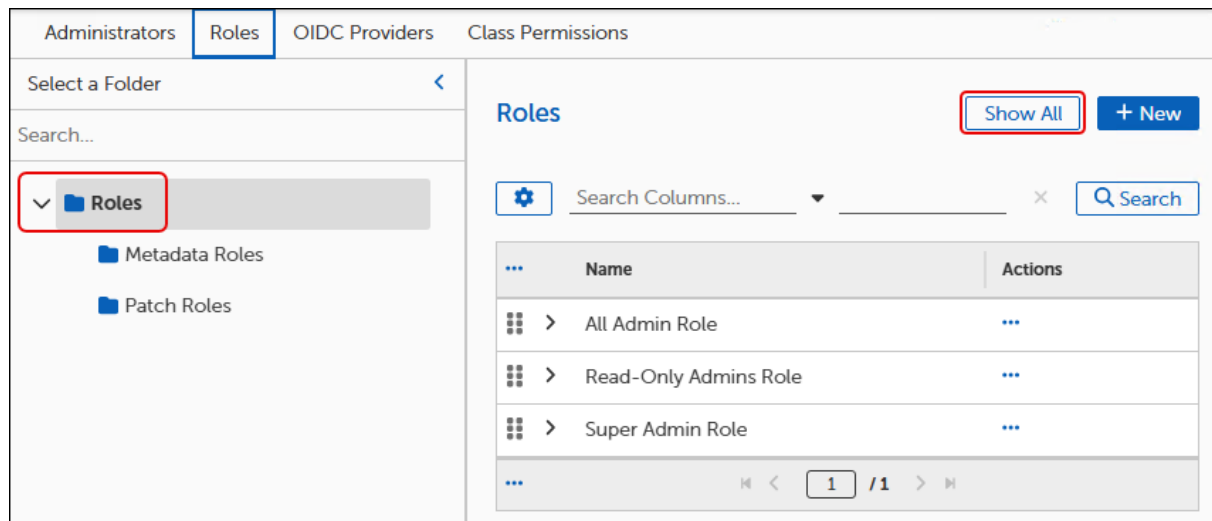 Administrators Roles OIDC Providers Class Permissions
Select a Folder
Search...
Roles
Metadata Roles
Patch Roles
Roles
Show All + New
Search Columns... Search
Name Actions
All Admin Role
Read-Only Admins Role
Super Admin Role
1 / 1